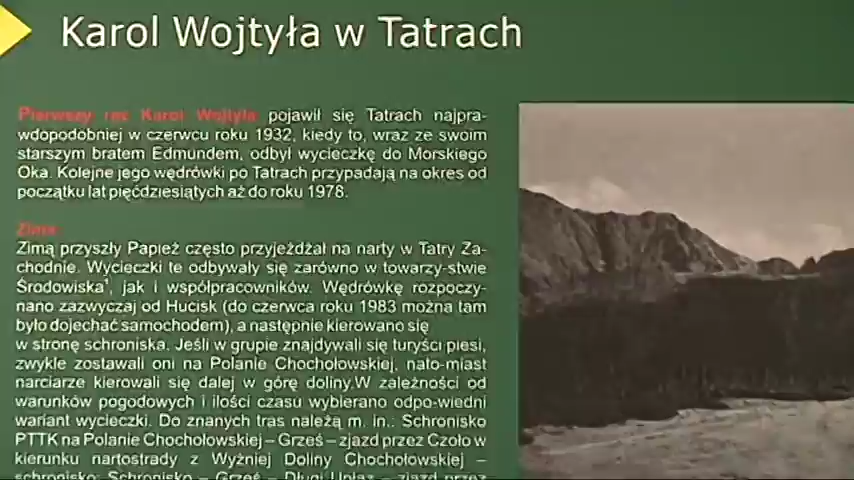 Karol Wojtyła w Tatrach
Pierwszy raz Karol Wojtyła pojawił się Tatrach najpra-
wdopodobniej w czerwcu roku 1932, kiedy to, wraz ze swoim
starszym bratem Edmundem, odbył wycieczkę do Morskiego
Oka. Kolejne jego wędrówki po Tatrach przypadają na okres od
początku lat pięćdziesiątych aż do roku 1978.
Zima
Zimą przyszły Papież często przyjeżdżał na narty w Tatry Za-
chodnie. Wycieczki te odbywały się zarówno w towarzy-stwie
Środowiska¹, jak i współpracowników. Wędrówkę rozpoczy-
nano zazwyczaj od Hucisk (do czerwca roku 1983 można tam
było dojechać samochodem), a następnie kierowano się
w stronę schroniska. Jeśli w grupie znajdywali się turyści piesi,
zwykle zostawali oni na Polanie Chochołowskiej, nato-miast
narciarze kierowali się dalej w górę doliny.W zależności od
warunków pogodowych i ilości czasu wybierano odpo-wiedni
wariant wycieczki. Do znanych tras należą m. in.: Schronisko
PTTK na Polanie Chochołowskiej – Grześ – zjazd przez Czoło w
kierunku nartostrady z Wyżniej Doliny Chochołowskiej –
schronisko; Schronisko – Grześ – Długi Upłaz – zjazd przez